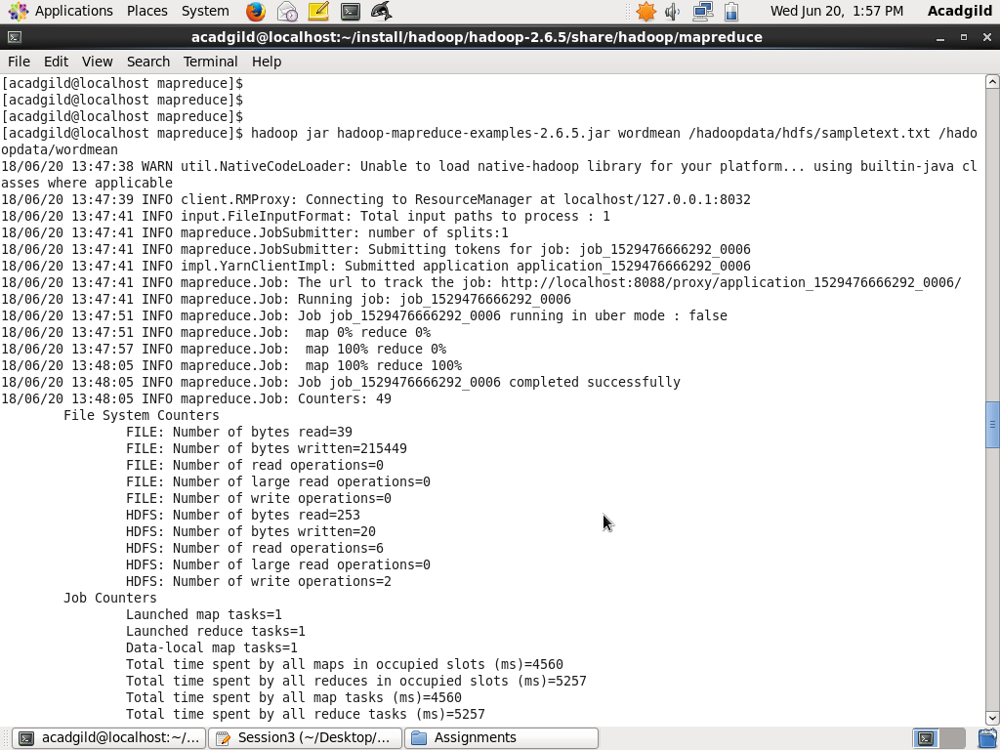 Applications Places System Wed Jun 20, 1:57 PM Acadgild
acadgild@localhost:~/install/hadoop/hadoop-2.6.5/share/hadoop/mapreduce
File Edit View Search Terminal Help
[acadgild@localhost mapreduce]$
[acadgild@localhost mapreduce]$
[acadgild@localhost mapreduce]$
[acadgild@localhost mapreduce]$ hadoop jar hadoop-mapreduce-examples-2.6.5.jar wordmean /hadoopdata/hdfs/sampletext.txt /hado
opdata/wordmean
18/06/20 13:47:38 WARN util.NativeCodeLoader: Unable to load native-hadoop library for your platform... using builtin-java cl
asses where applicable
18/06/20 13:47:39 INFO client.RMProxy: Connecting to ResourceManager at localhost/127.0.0.1:8032
18/06/20 13:47:41 INFO input.FileInputFormat: Total input paths to process : 1
18/06/20 13:47:41 INFO mapreduce.JobSubmitter: number of splits:1
18/06/20 13:47:41 INFO mapreduce.JobSubmitter: Submitting tokens for job: job_1529476666292_0006
18/06/20 13:47:41 INFO impl.YarnClientImpl: Submitted application application_1529476666292_0006
18/06/20 13:47:41 INFO mapreduce.Job: The url to track the job: http://localhost:8088/proxy/application_1529476666292_0006/
18/06/20 13:47:41 INFO mapreduce.Job: Running job: job_1529476666292_0006
18/06/20 13:47:51 INFO mapreduce.Job: Job job_1529476666292_0006 running in uber mode : false
18/06/20 13:47:51 INFO mapreduce.Job:  map 0% reduce 0%
18/06/20 13:47:57 INFO mapreduce.Job:  map 100% reduce 0%
18/06/20 13:48:05 INFO mapreduce.Job:  map 100% reduce 100%
18/06/20 13:48:05 INFO mapreduce.Job: Job job_1529476666292_0006 completed successfully
18/06/20 13:48:05 INFO mapreduce.Job: Counters: 49
File System Counters
FILE: Number of bytes read=39
FILE: Number of bytes written=215449
FILE: Number of read operations=0
FILE: Number of large read operations=0
FILE: Number of write operations=0
HDFS: Number of bytes read=253
HDFS: Number of bytes written=20
HDFS: Number of read operations=6
HDFS: Number of large read operations=0
HDFS: Number of write operations=2
Job Counters
Launched map tasks=1
Launched reduce tasks=1
Data-local map tasks=1
Total time spent by all maps in occupied slots (ms)=4560
Total time spent by all reduces in occupied slots (ms)=5257
Total time spent by all map tasks (ms)=4560
Total time spent by all reduce tasks (ms)=5257
acadgild@localhost:~/... Session3 (~/Desktop/... Assignments